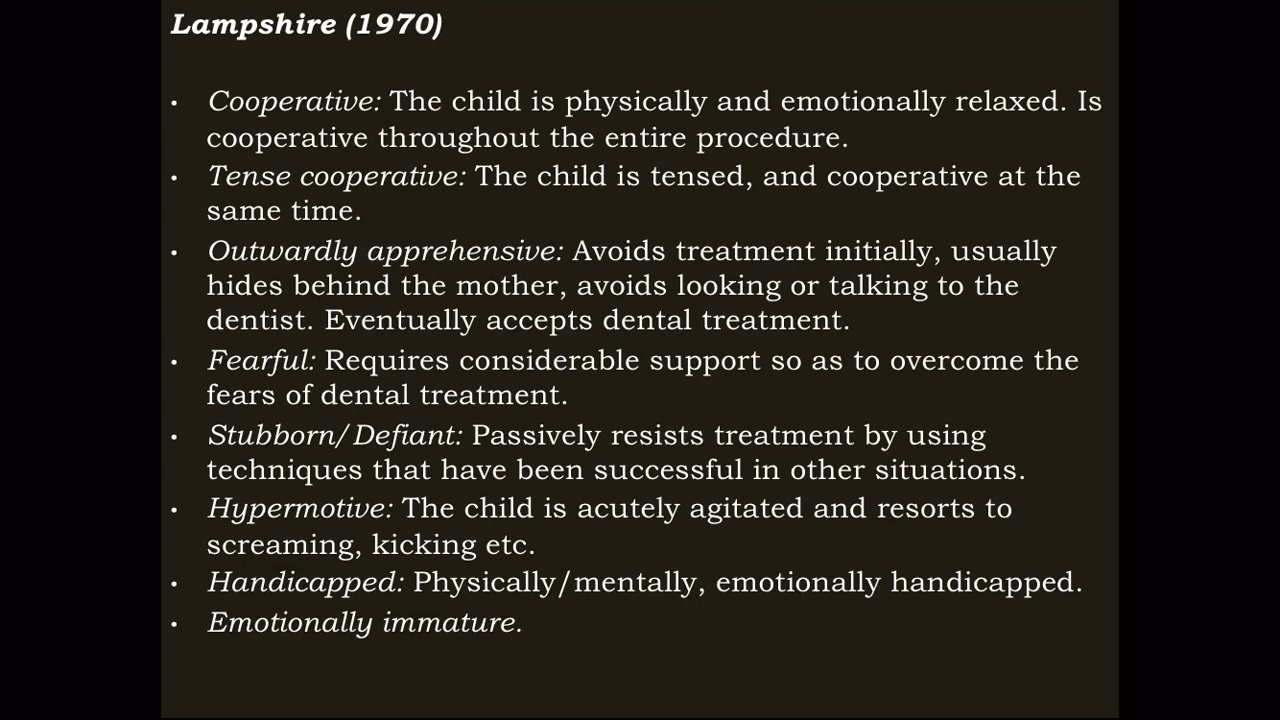 Lampshire (1970)
• Cooperative: The child is physically and emotionally relaxed. Is
cooperative throughout the entire procedure.
• Tense cooperative: The child is tensed, and cooperative at the
same time.
• Outwardly apprehensive: Avoids treatment initially, usually
hides behind the mother, avoids looking or talking to the
dentist. Eventually accepts dental treatment.
• Fearful: Requires considerable support so as to overcome the
fears of dental treatment.
• Stubborn/Defiant: Passively resists treatment by using
techniques that have been successful in other situations.
• Hypermotive: The child is acutely agitated and resorts to
screaming, kicking etc.
• Handicapped: Physically/mentally, emotionally handicapped.
• Emotionally immature.